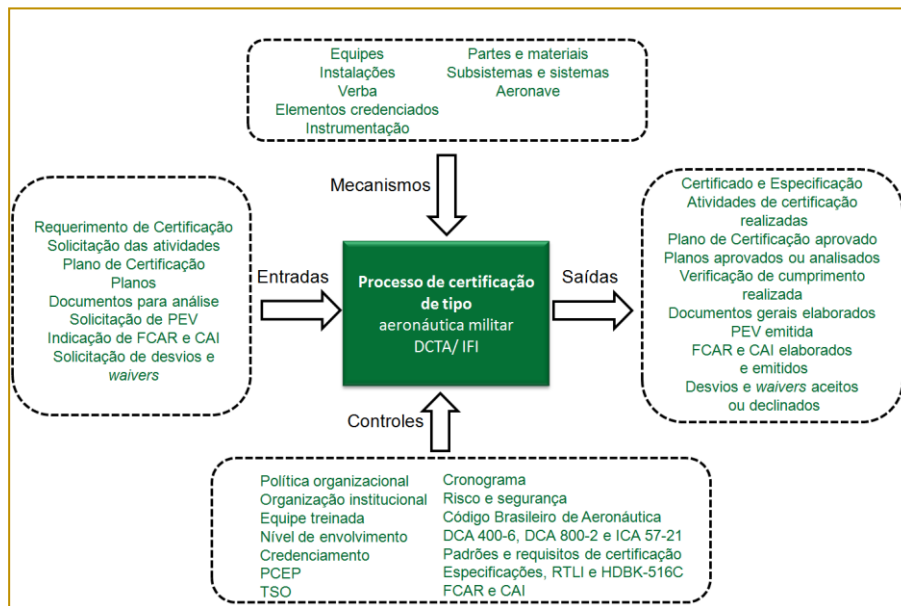 Equipes
Instalações
Verba
Elementos credenciados
Instrumentação
Partes e materiais
Subsistemas e sistemas
Aeronave
Mecanismos
Requerimento de Certificação
Solicitação das atividades
Plano de Certificação
Planos
Documentos para análise
Solicitação de PEV
Indicação de FCAR e CAI
Solicitação de desvios e
waivers
Entradas
Processo de certificação
de tipo
aeronáutica militar
DCTA/ IFI
Saídas
Certificado e Especificação
Atividades de certificação
realizadas
Plano de Certificação aprovado
Planos aprovados ou analisados
Verificação de cumprimento
realizada
Documentos gerais elaborados
PEV emitida
FCAR e CAI elaborados
e emitidos
Desvios e waivers aceitos
ou declinados
Controles
Política organizacional
Organização institucional
Equipe treinada
Nível de envolvimento
Credenciamento
PCEP
TSO
Cronograma
Risco e segurança
Código Brasileiro de Aeronáutica
DCA 400-6, DCA 800-2 e ICA 57-21
Padrões e requisitos de certificação
Especificações, RTLI e HDBK-516C
FCAR e CAI